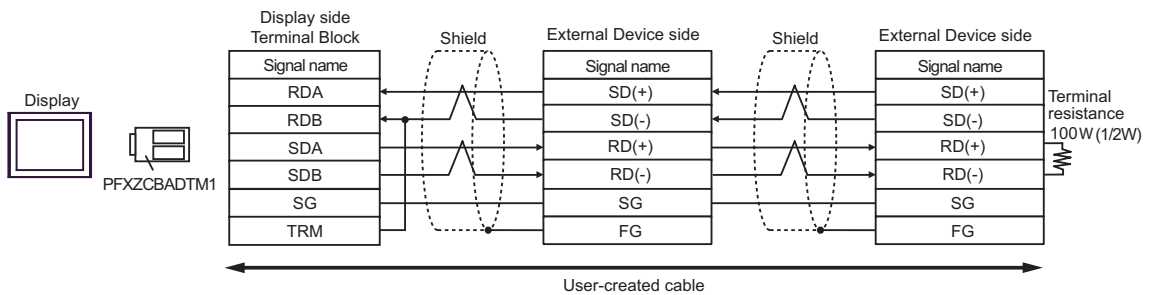 Display side
Terminal Block
Shield
External Device side
Shield
External Device side
Signal name
Signal name
Signal name
RDA
SD(+)
SD(+)
Display
Terminal
resistance
100W (1/2W)
RDB
SD(-)
SD(-)
SDA
RD(+)
RD(+)
PFXZCBADTM1
SDB
RD(-)
RD(-)
SG
SG
SG
TRM
FG
FG
User-created cable